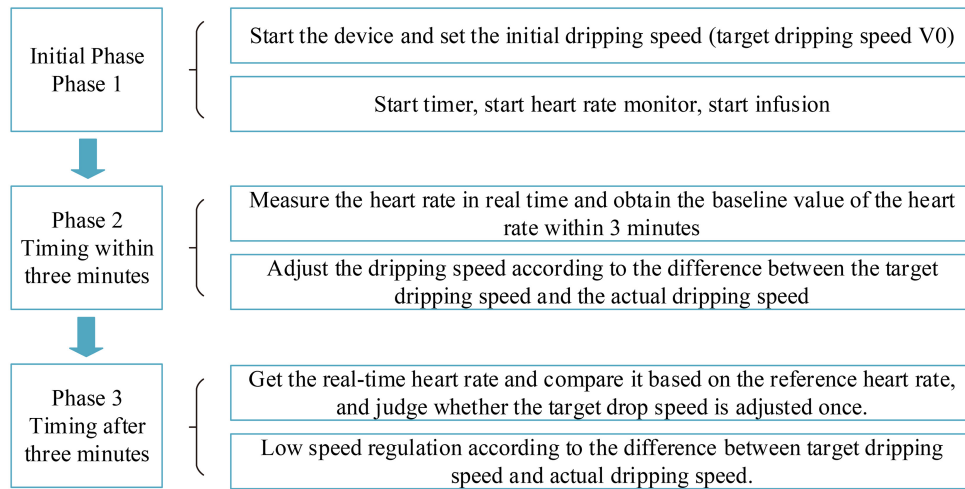 Initial Phase
Phase 1
Start the device and set the initial dripping speed (target dripping speed V0)
Start timer, start heart rate monitor, start infusion
Phase 2
Timing within
three minutes
Measure the heart rate in real time and obtain the baseline value of the heart
rate within 3 minutes
Adjust the dripping speed according to the difference between the target
dripping speed and the actual dripping speed
Phase 3
Timing after
three minutes
Get the real-time heart rate and compare it based on the reference heart rate,
and judge whether the target drop speed is adjusted once.
Low speed regulation according to the difference between target dripping
speed and actual dripping speed.